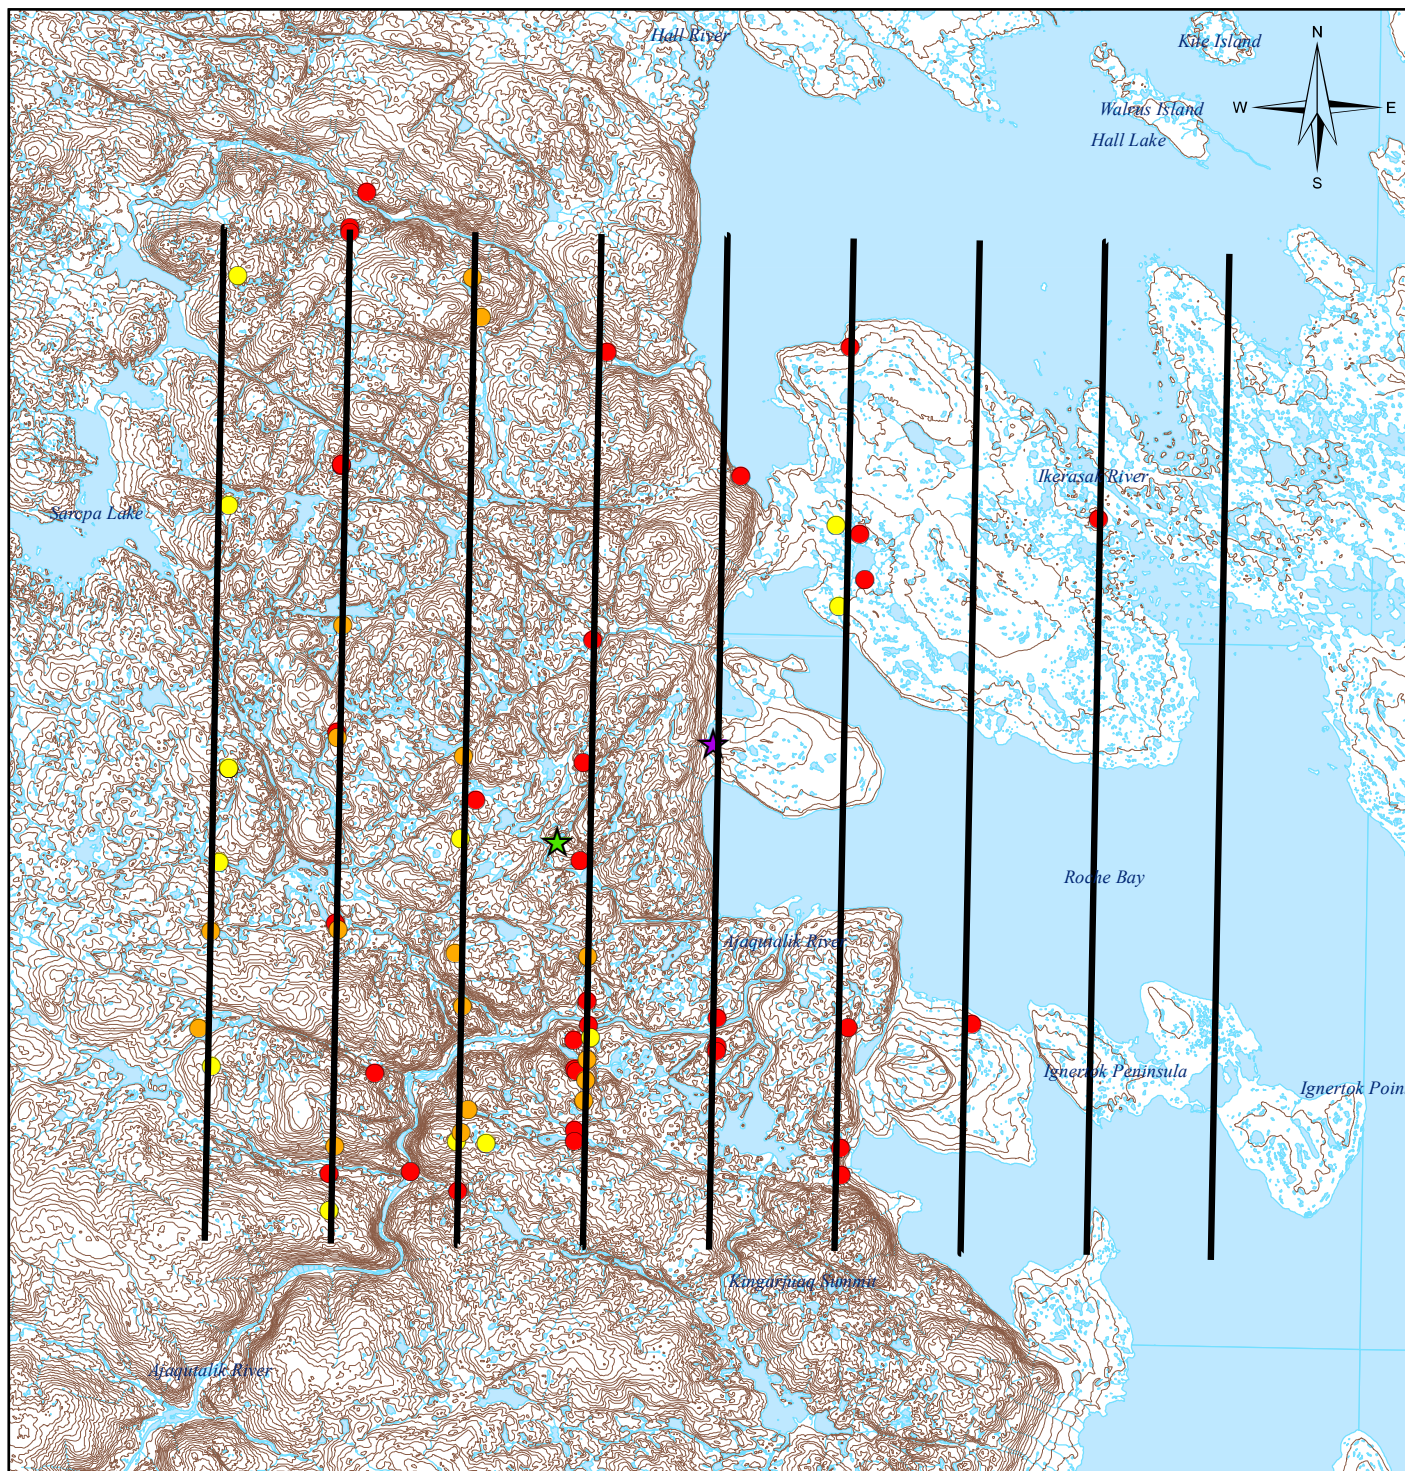 Hall River
Kite Island
N
Walrus Island
W
E
Hall Lake
S
Ikerasak River
Saropa Lake
Roche Bay
Ajaqutalik River
Ignertok Peninsula
Ignertok Poin
Kingarjuaq Summit
Ajaqutalik River